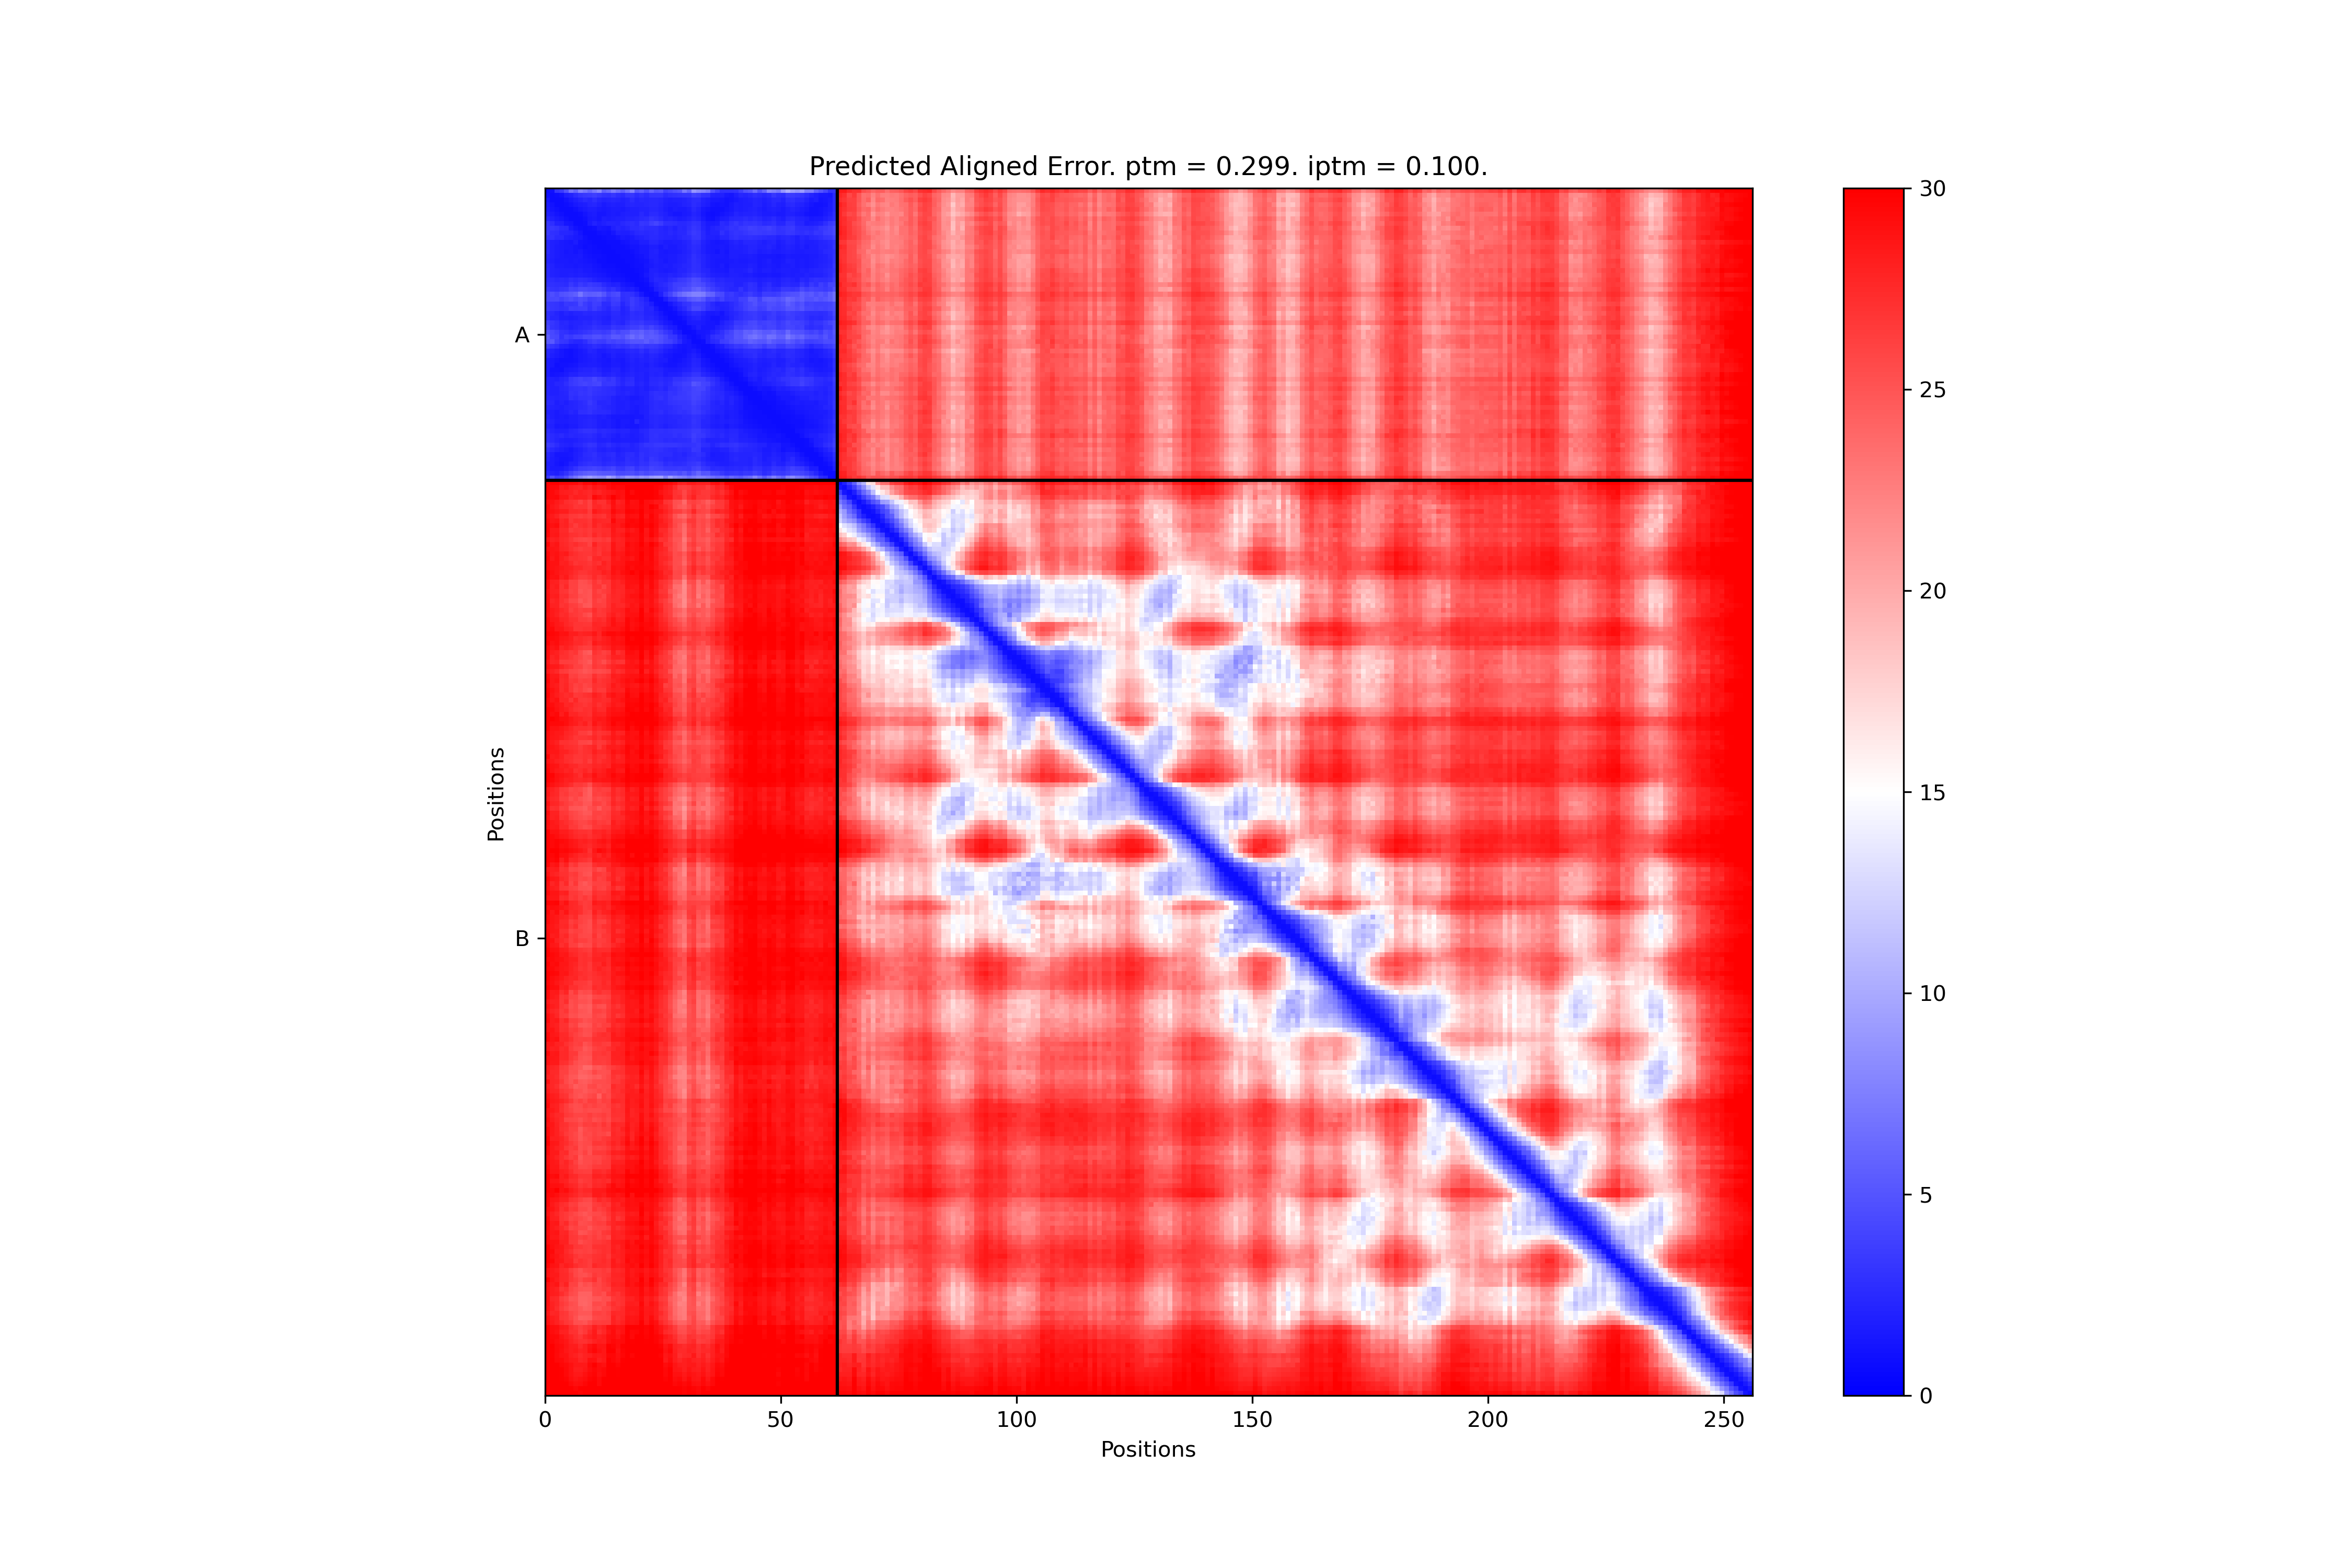 Predicted Aligned Error. ptm = 0.299. iptm = 0.100.
30
25
20
15
10
5
0
A
B
Positions
0 50 100 150 200 250
Positions